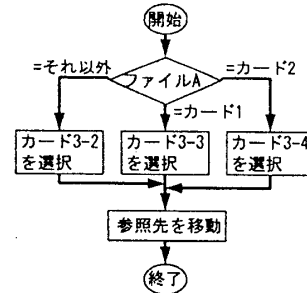 開始
=それ以外
ファイルA
=カード2
=カード1
カード3-2
を選択
カード3-3
を選択
カード3-4
を選択
参照先を移動
終了